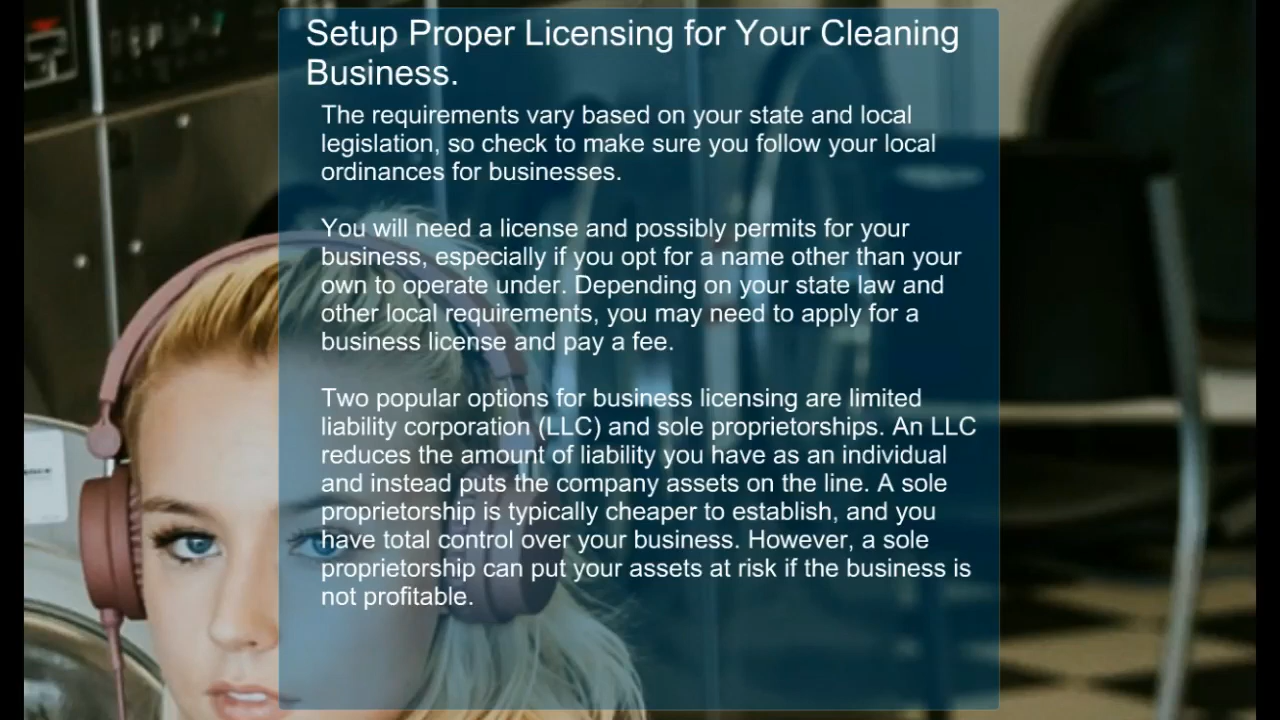 Setup Proper Licensing for Your Cleaning
Business.
The requirements vary based on your state and local
legislation, so check to make sure you follow your local
ordinances for businesses.
You will need a license and possibly permits for your
business, especially if you opt for a name other than your
own to operate under. Depending on your state law and
other local requirements, you may need to apply for a
business license and pay a fee.
Two popular options for business licensing are limited
liability corporation (LLC) and sole proprietorships. An LLC
reduces the amount of liability you have as an individual
and instead puts the company assets on the line. A sole
proprietorship is typically cheaper to establish, and you
have total control over your business. However, a sole
proprietorship can put your assets at risk if the business is
not profitable.